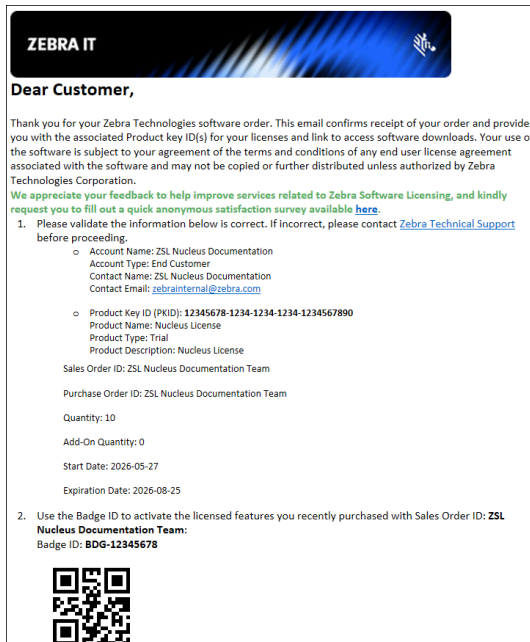 ZEBRA IT
Dear Customer,
Thank you for your Zebra Technologies software order. This email confirms receipt of your order and provide
you with the associated Product key ID(s) for your licenses and link to access software downloads. Your use o
the software is subject to your agreement of the terms and conditions of any end user license agreement
associated with the software and may not be copied or further distributed unless authorized by Zebra
Technologies Corporation.
We appreciate your feedback to help improve services related to Zebra Software Licensing, and kindly
request you to fill out a quick anonymous satisfaction survey available here.
1. Please validate the information below is correct. If incorrect, please contact Zebra Technical Support
before proceeding.
o Account Name: ZSL Nucleus Documentation
Account Type: End Customer
Contact Name: ZSL Nucleus Documentation
Contact Email: zebrainternal@zebra.com
o Product Key ID (PKID): 12345678-1234-1234-1234-1234567890
Product Name: Nucleus License
Product Type: Trial
Product Description: Nucleus License
Sales Order ID: ZSL Nucleus Documentation Team
Purchase Order ID: ZSL Nucleus Documentation Team
Quantity: 10
Add-On Quantity: 0
Start Date: 2026-05-27
Expiration Date: 2026-08-25
2. Use the Badge ID to activate the licensed features you recently purchased with Sales Order ID: ZSL
Nucleus Documentation Team:
Badge ID: BDG-12345678